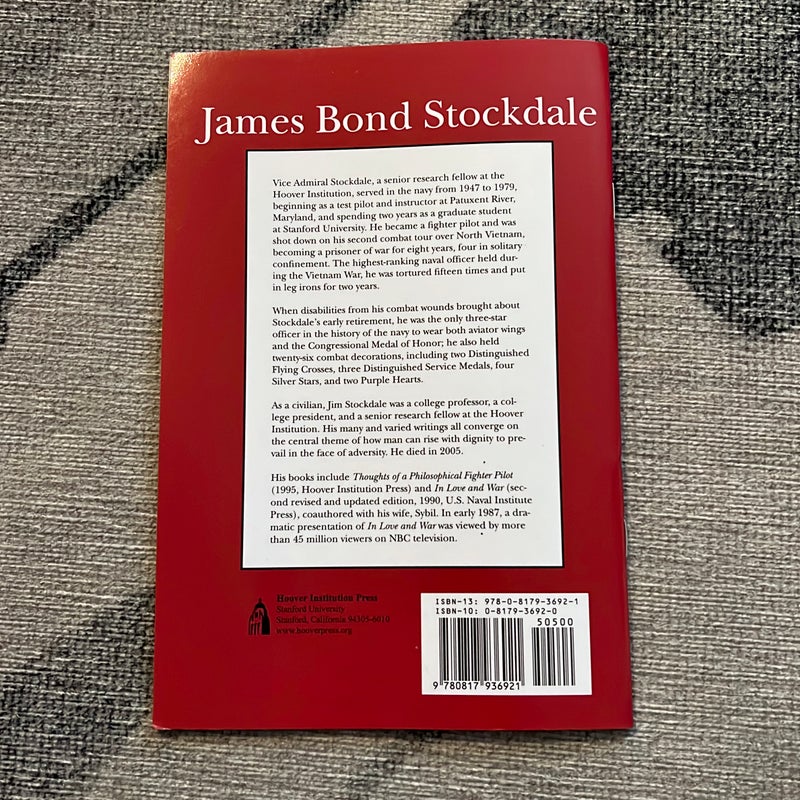 James Bond Stockdale
Vice Admiral Stockdale, a senior research fellow at the
Hoover Institution, served in the navy from 1947 to 1979,
beginning as a test pilot and instructor at Patuxent River,
Maryland, and spending two years as a graduate student
at Stanford University. He became a fighter pilot and was
shot down on his second combat tour over North Vietnam,
becoming a prisoner of war for eight years, four in solitary
confinement. The highest-ranking naval officer held dur-
ing the Vietnam War, he was tortured fifteen times and put
in leg irons for two years.
When disabilities from his combat wounds brought about
Stockdale's early retirement, he was the only three-star
officer in the history of the navy to wear both aviator wings
and the Congressional Medal of Honor; he also held
twenty-six combat decorations, including two Distinguished
Flying Crosses, three Distinguished Service Medals, four
Silver Stars, and two Purple Hearts.
As a civilian, Jim Stockdale was a college professor, a col-
lege president, and a senior research fellow at the Hoover
Institution. His many and varied writings all converge on
the central theme of how man can rise with dignity to pre-
vail in the face of adversity. He died in 2005.
His books include Thoughts of a Philosophical Fighter Pilot
(1995, Hoover Institution Press) and In Love and War (sec-
ond revised and updated edition, 1990, U.S. Naval Institute
Press), coauthored with his wife, Sybil. In early 1987, a dra-
matic presentation of In Love and War was viewed by more
than 45 million viewers on NBC television.
Hoover Institution Press
Stanford University
Stanford, California 94305-6010
www.hooverpress.org
ISBN-13: 978-0-8179-3692-1
ISBN-10: 0-8179-3692-0
50500
9 780817 936921